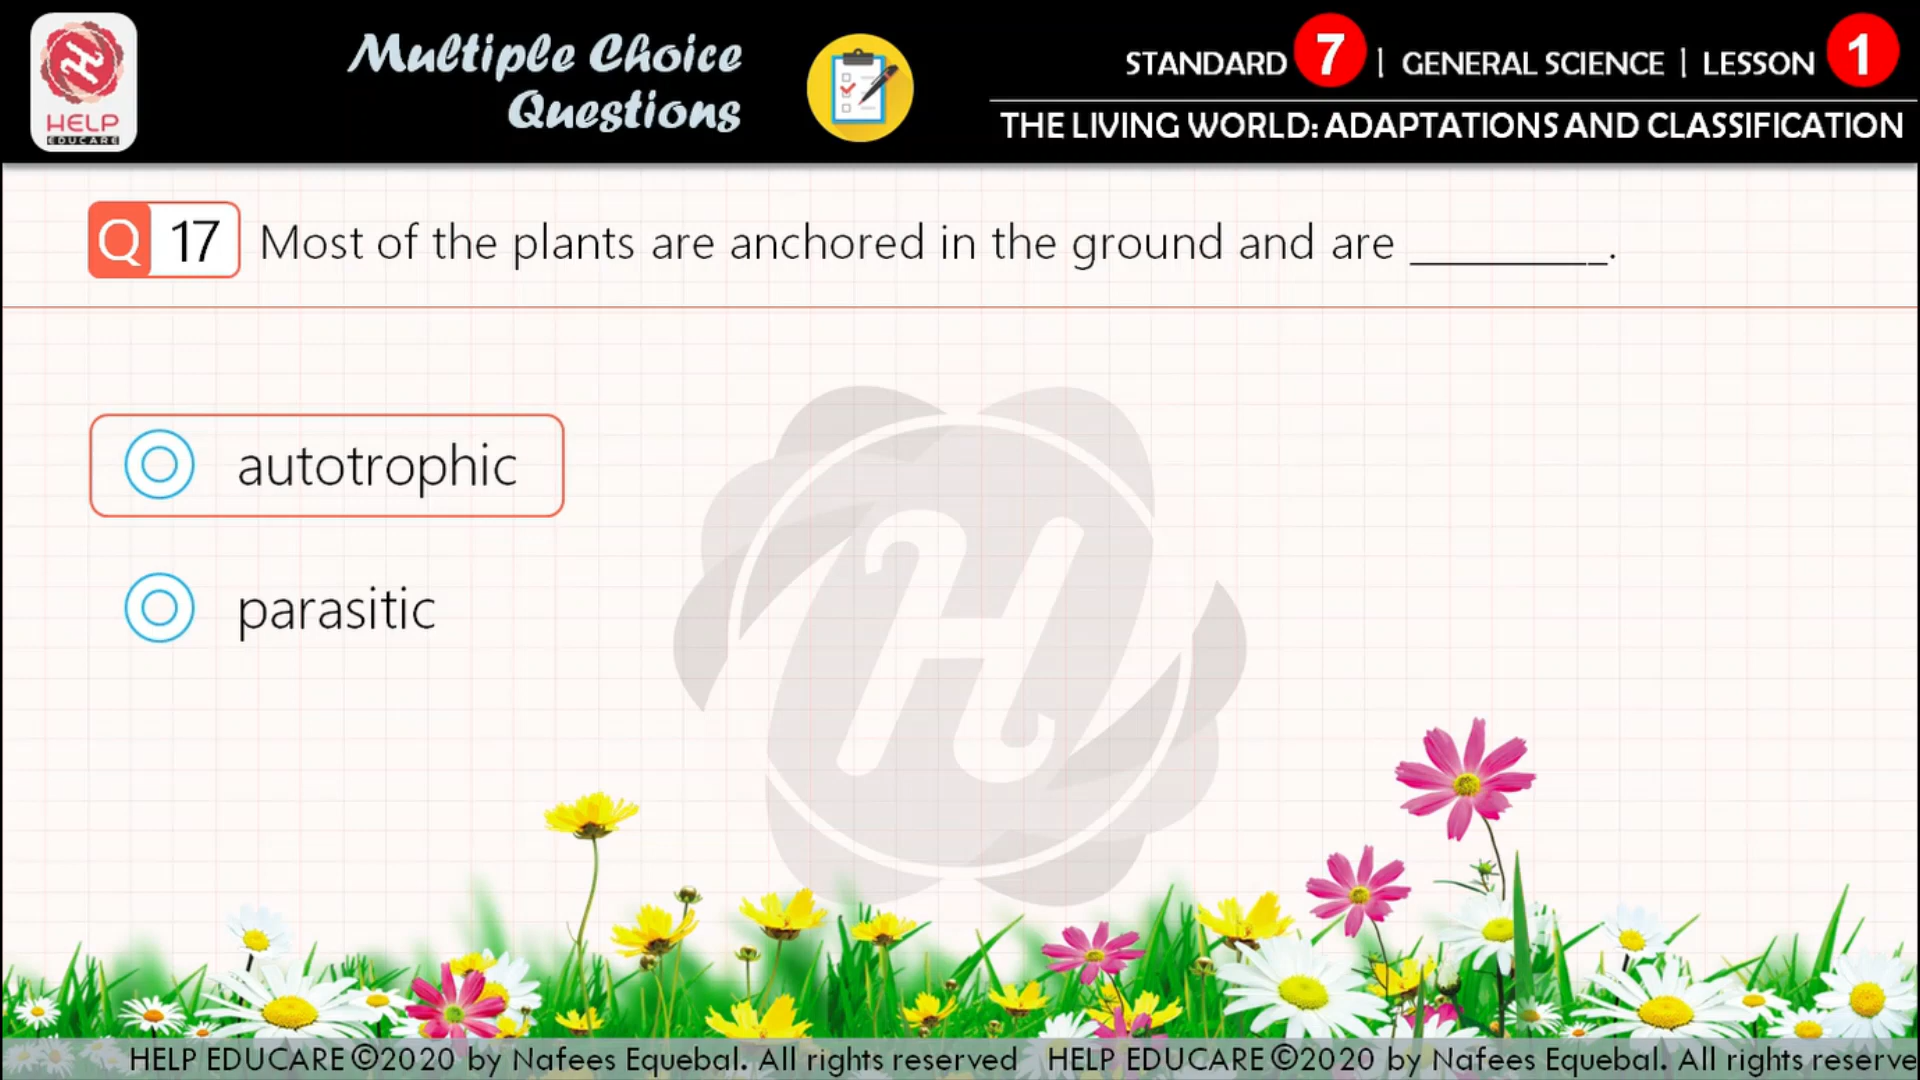 HELP
EDUCARE
Multiple Choice
Questions
STANDARD 7 | GENERAL SCIENCE | LESSON 1
THE LIVING WORLD: ADAPTATIONS AND CLASSIFICATION
Q 17 Most of the plants are anchored in the ground and are _________.
autotrophic
parasitic
HELP EDUCARE ©2020 by Nafees Equebal. All rights reserved HELP EDUCARE ©2020 by Nafees Equebal. All rights reserve